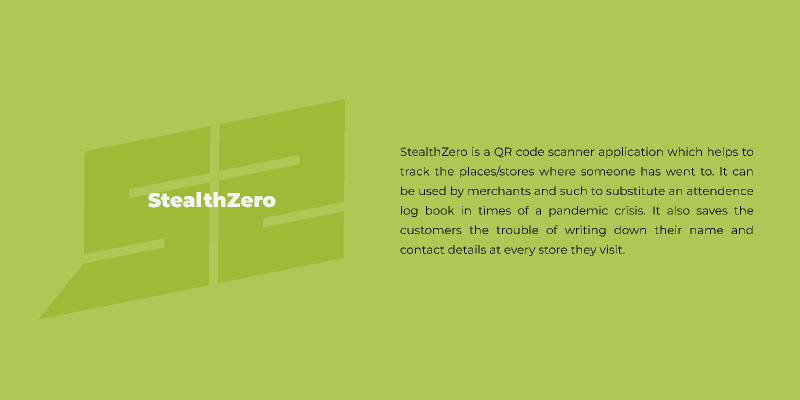 StealthZero
StealthZero is a QR code scanner application which helps to
track the places/stores where someone has went to. It can
be used by merchants and such to substitute an attendence
log book in times of a pandemic crisis. It also saves the
customers the trouble of writing down their name and
contact details at every store they visit.